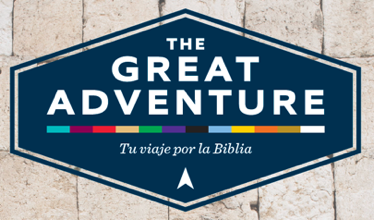 THE
GREAT
ADVENTURE
Tu viaje por la Biblia